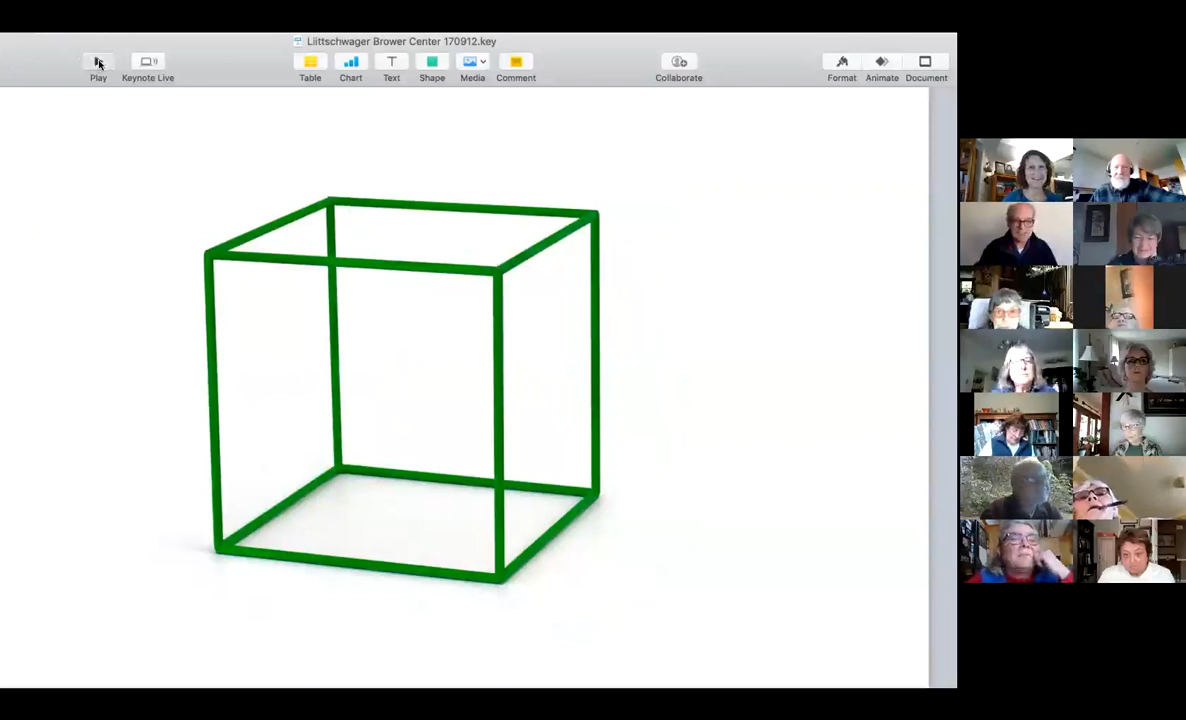 Liittschwager Brower Center 170912.key
Play
Keynote Live
Table
Chart
Text
Shape
Media
Comment
Collaborate
Format
Animate
Document